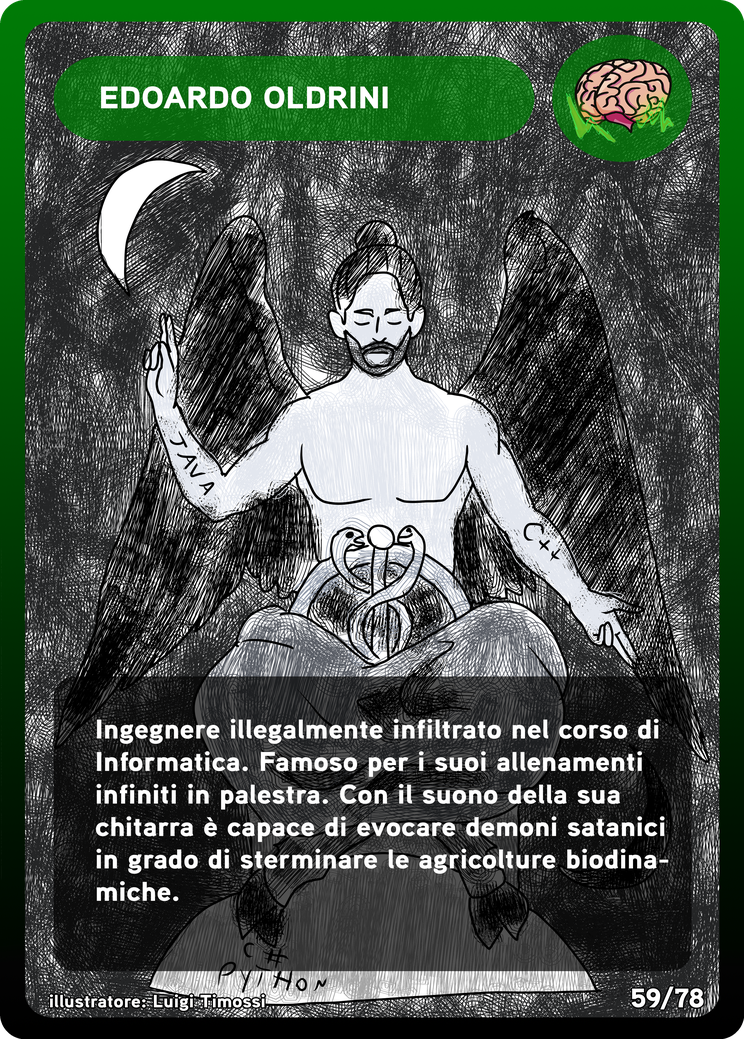 EDOARDO OLDRINI
JAVA
C++
Ingegnere illegalmente infiltrato nel corso di
Informatica. Famoso per i suoi allenamenti
infiniti in palestra. Con il suono della sua
chitarra è capace di evocare demoni satanici
in grado di sterminare le agricolture biodina-
miche.
C#
PYTHON
illustratore: Luigi Timossi
59/78